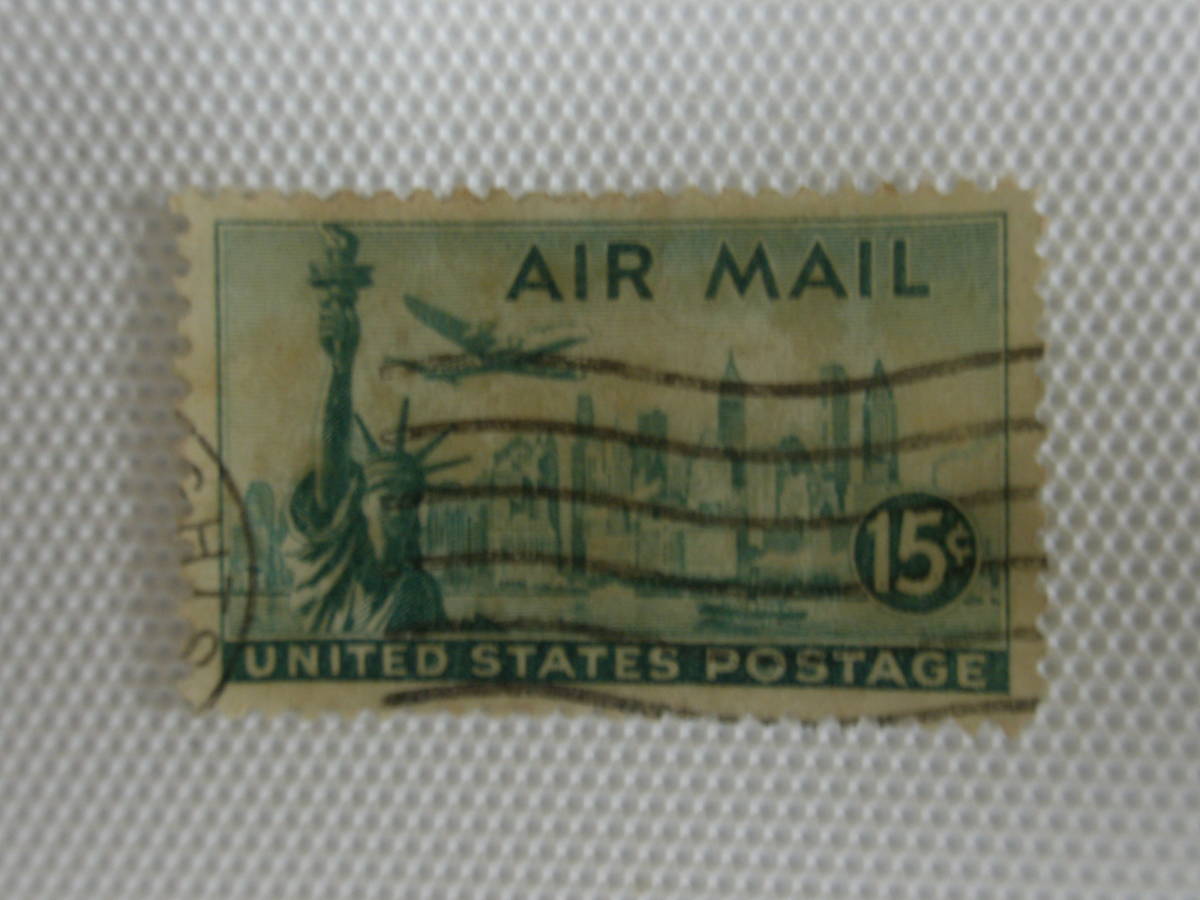 AIR MAIL
15¢
UNITED STATES POSTAGE